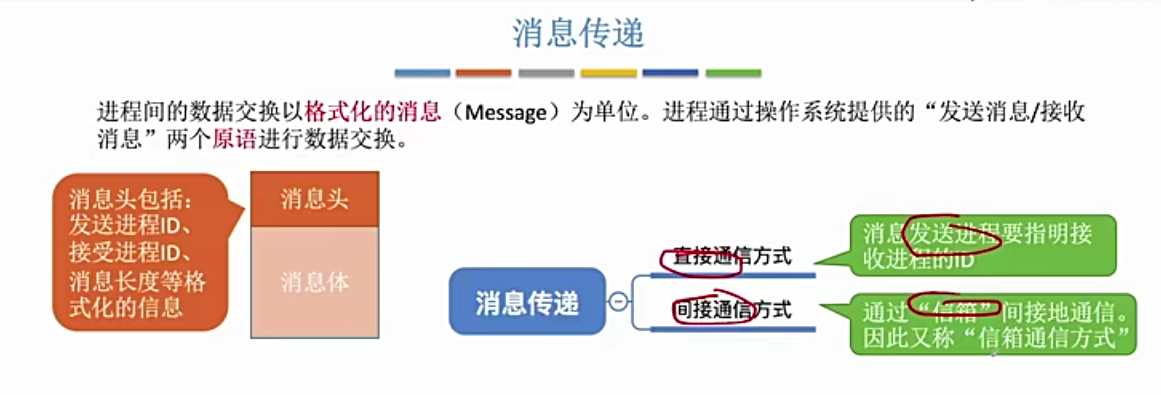 消息传递
进程间的数据交换以格式化的消息（Message）为单位。进程通过操作系统提供的“发送消息/接收
消息”两个原语进行数据交换。
消息头包括：
发送进程ID、
接受进程ID、
消息长度等格
式化的信息
消息头
消息体
消息传递
直接通信方式
消息发送进程要指明接
收进程的ID
间接通信方式
通过“信箱”间接地通信。
因此又称“信箱通信方式”